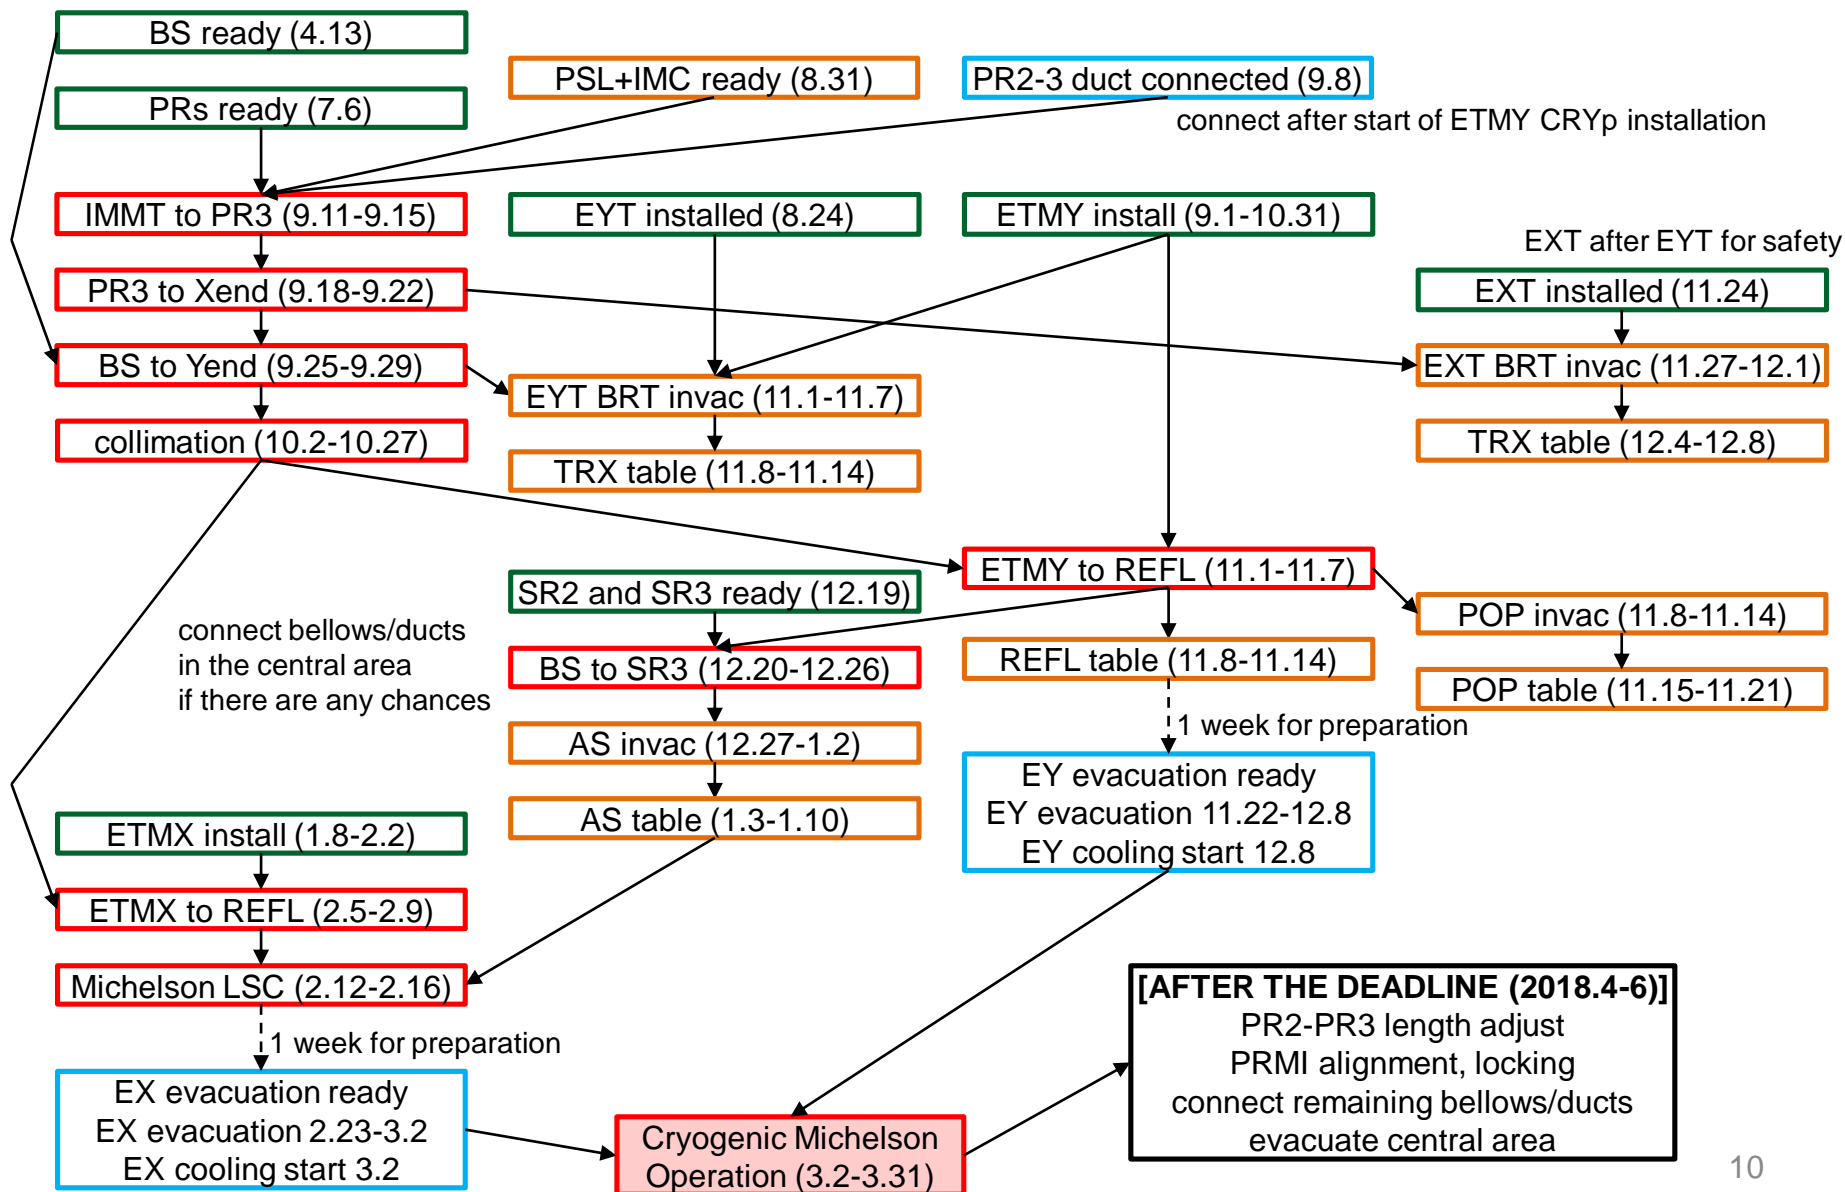 BS ready (4.13)
PSL+IMC ready (8.31)
PR2-3 duct connected (9.8)
PRs ready (7.6)
connect after start of ETMY CRYp installation
IMMT to PR3 (9.11-9.15)
EYT installed (8.24)
ETMY install (9.1-10.31)
EXT after EYT for safety
PR3 to Xend (9.18-9.22)
EXT installed (11.24)
BS to Yend (9.25-9.29)
EXT BRT invac (11.27-12.1)
EYT BRT invac (11.1-11.7)
collimation (10.2-10.27)
TRX table (12.4-12.8)
TRX table (11.8-11.14)
ETMY to REFL (11.1-11.7)
SR2 and SR3 ready (12.19)
POP invac (11.8-11.14)
connect bellows/ducts
in the central area
if there are any chances
BS to SR3 (12.20-12.26)
REFL table (11.8-11.14)
POP table (11.15-11.21)
1 week for preparation
AS invac (12.27-1.2)
EY evacuation ready
EY evacuation 11.22-12.8
EY cooling start 12.8
AS table (1.3-1.10)
ETMX install (1.8-2.2)
ETMX to REFL (2.5-2.9)
Michelson LSC (2.12-2.16)
1 week for preparation
[AFTER THE DEADLINE (2018.4-6)]
PR2-PR3 length adjust
PRMI alignment, locking
connect remaining bellows/ducts
evacuate central area
EX evacuation ready
EX evacuation 2.23-3.2
EX cooling start 3.2
Cryogenic Michelson
Operation (3.2-3.31)
10